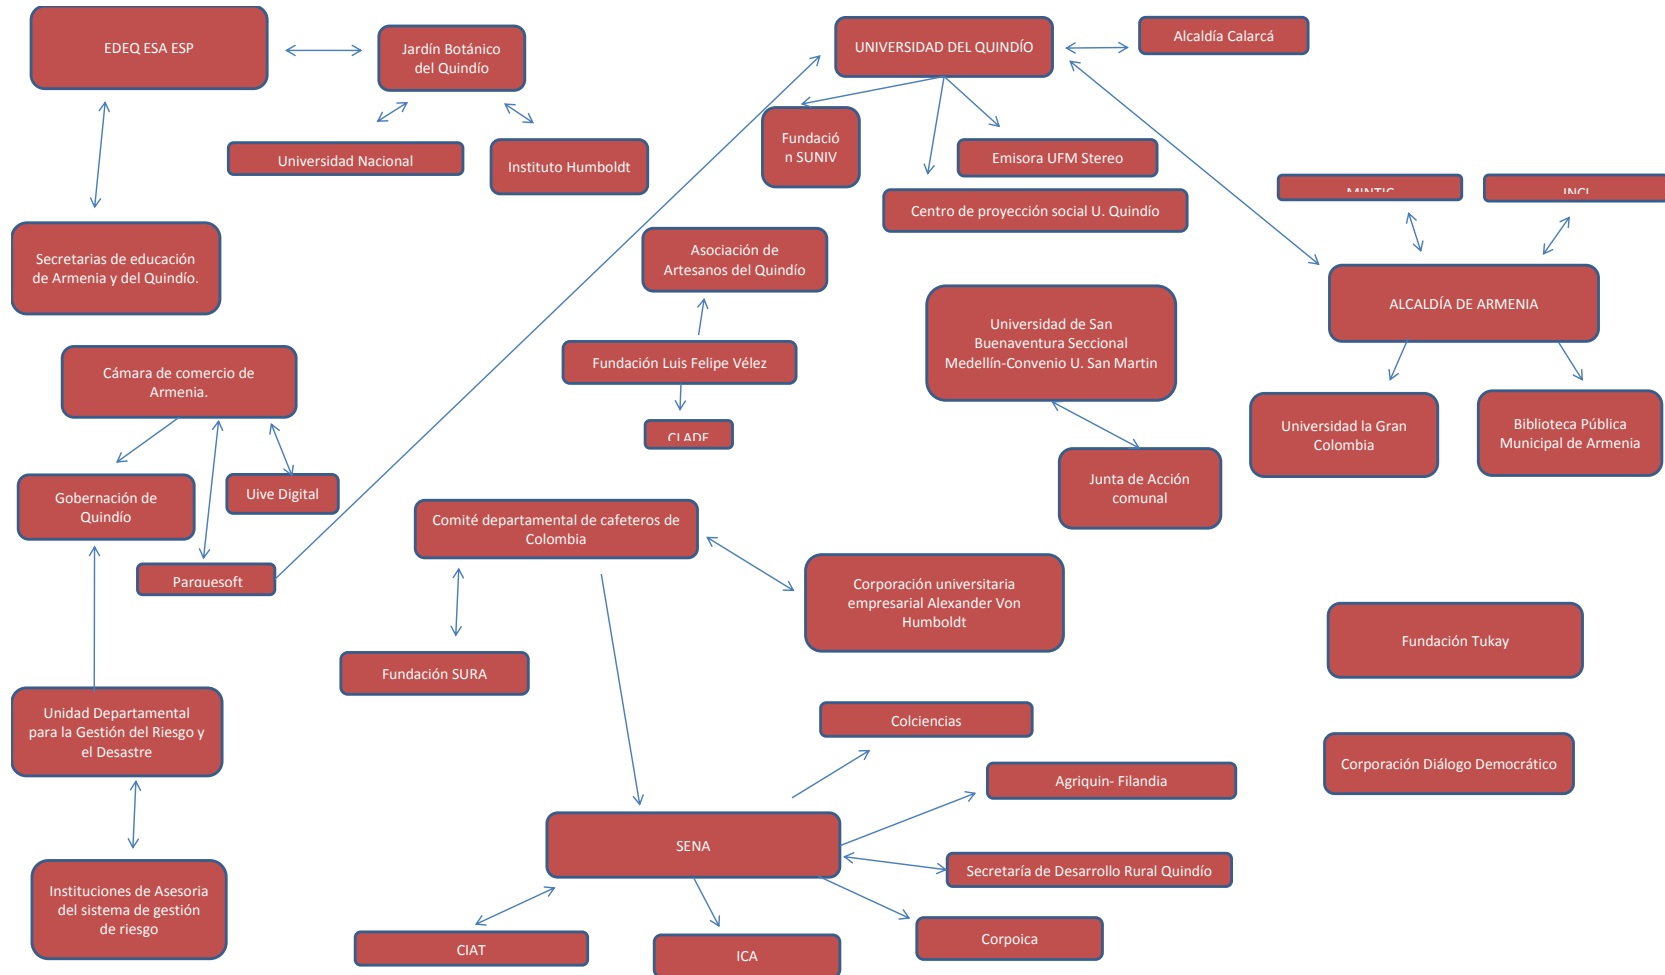 EDEQ ESA ESP
Jardín Botánico
del Quindío
UNIVERSIDAD DEL QUINDÍO
Alcaldía Calarcá
Universidad Nacional
Instituto Humboldt
Fundació
n SUNIV
Emisora UFM Stereo
Centro de proyección social U. Quindío
MINTIC
INCI
Secretarias de educación
de Armenia y del Quindío.
Asociación de
Artesanos del Quindío
ALCALDÍA DE ARMENIA
Universidad de San
Buenaventura Seccional
Medellín-Convenio U. San Martin
Fundación Luis Felipe Vélez
Cámara de comercio de
Armenia.
CLADE
Universidad la Gran
Colombia
Biblioteca Pública
Municipal de Armenia
Junta de Acción
comunal
Gobernación de
Quindío
Uive Digital
Comité departamental de cafeteros de
Colombia
Parquesoft
Corporación universitaria
empresarial Alexander Von
Humboldt
Fundación Tukay
Fundación SURA
Unidad Departamental
para la Gestión del Riesgo y
el Desastre
Colciencias
Corporación Diálogo Democrático
Agriquin- Filandia
SENA
Secretaría de Desarrollo Rural Quindío
Instituciones de Asesoria
del sistema de gestión
de riesgo
CIAT
ICA
Corpoica